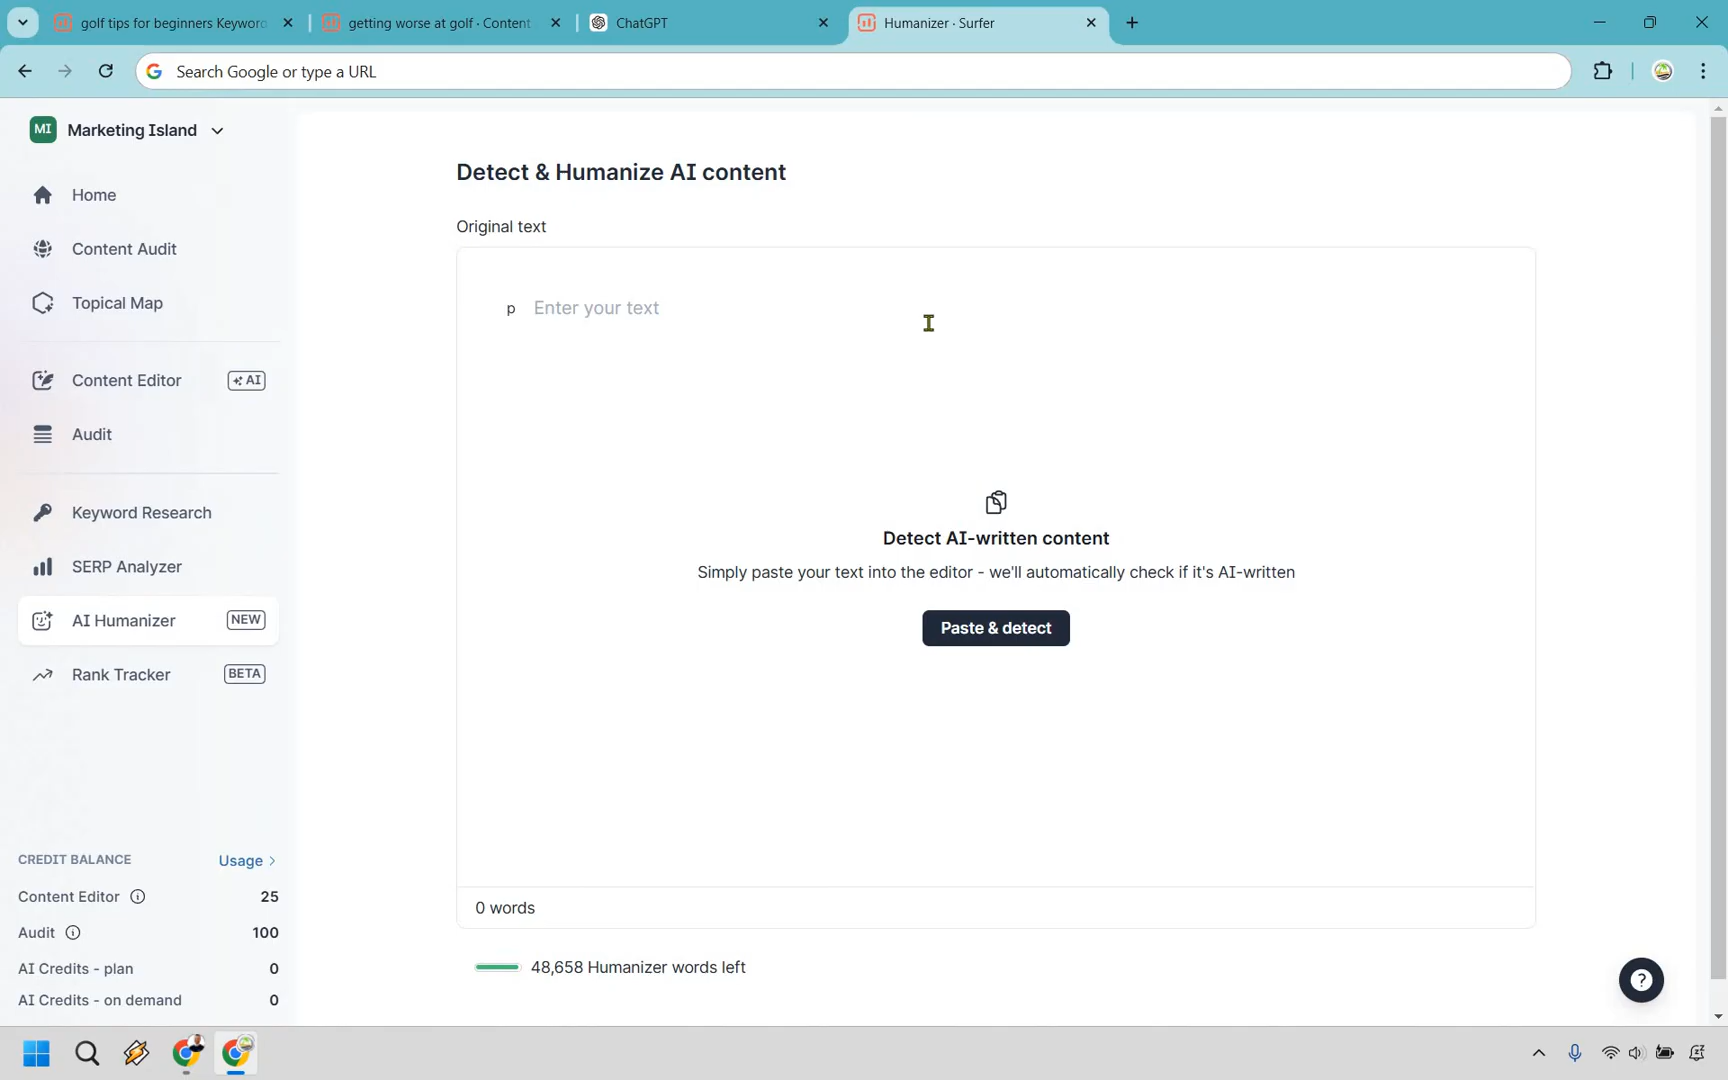 golf tips for beginners Keyword
getting worse at golf · Content
ChatGPT
Humanizer · Surfer
Search Google or type a URL
MI
Marketing Island
Home
Content Audit
Topical Map
Content Editor
AI
Audit
Keyword Research
SERP Analyzer
AI Humanizer
NEW
Rank Tracker
BETA
CREDIT BALANCE
Usage
Content Editor
25
Audit
100
AI Credits - plan
0
AI Credits - on demand
0
Detect & Humanize AI content
Original text
p
Enter your text
Detect AI-written content
Simply paste your text into the editor - we'll automatically check if it's AI-written
Paste & detect
0 words
48,658 Humanizer words left
?